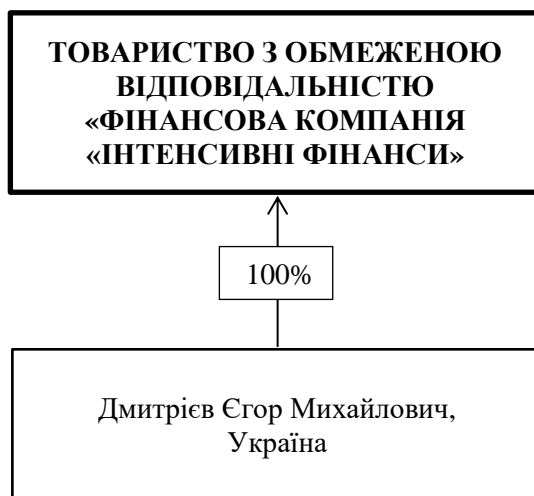 ТОВАРИСТВО З ОБМЕЖЕНОЮ
ВІДПОВІДАЛЬНІСТЮ
«ФІНАНСОВА КОМПАНІЯ
«ІНТЕНСИВНІ ФІНАНСИ»
100%
Дмитрієв Єгор Михайлович,
Україна